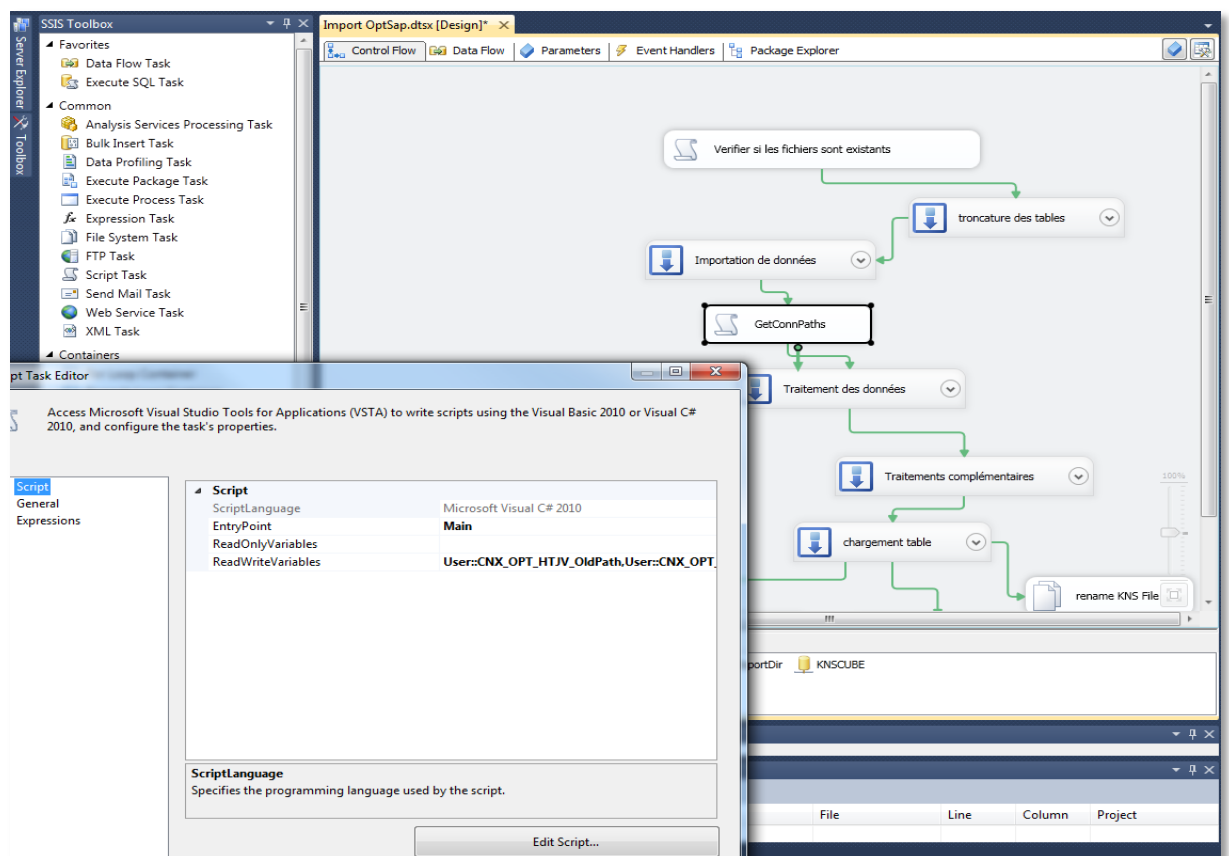 SSIS Toolbox
Server Explorer
Toolbox
Favorites
Data Flow Task
Execute SQL Task
Common
Analysis Services Processing Task
Bulk Insert Task
Data Profiling Task
Execute Package Task
Execute Process Task
Expression Task
File System Task
FTP Task
Script Task
Send Mail Task
Web Service Task
XML Task
Containers
Import OptSap.dtsx [Design]*
Control Flow
Data Flow
Parameters
Event Handlers
Package Explorer
Verifier si les fichiers sont existants
troncature des tables
Importation de données
GetConnPaths
Traitement des données
Traitements complémentaires
100%
chargement table
rename KNS File
portDir
KNSCUBE
File
Line
Column
Project
pt Task Editor
Access Microsoft Visual Studio Tools for Applications (VSTA) to write scripts using the Visual Basic 2010 or Visual C#
2010, and configure the task's properties.
Script
General
Expressions
Script
ScriptLanguage Microsoft Visual C# 2010
EntryPoint Main
ReadOnlyVariables
ReadWriteVariables User::CNX_OPT_HTJV_OldPath,User::CNX_OPT_
ScriptLanguage
Specifies the programming language used by the script.
Edit Script...